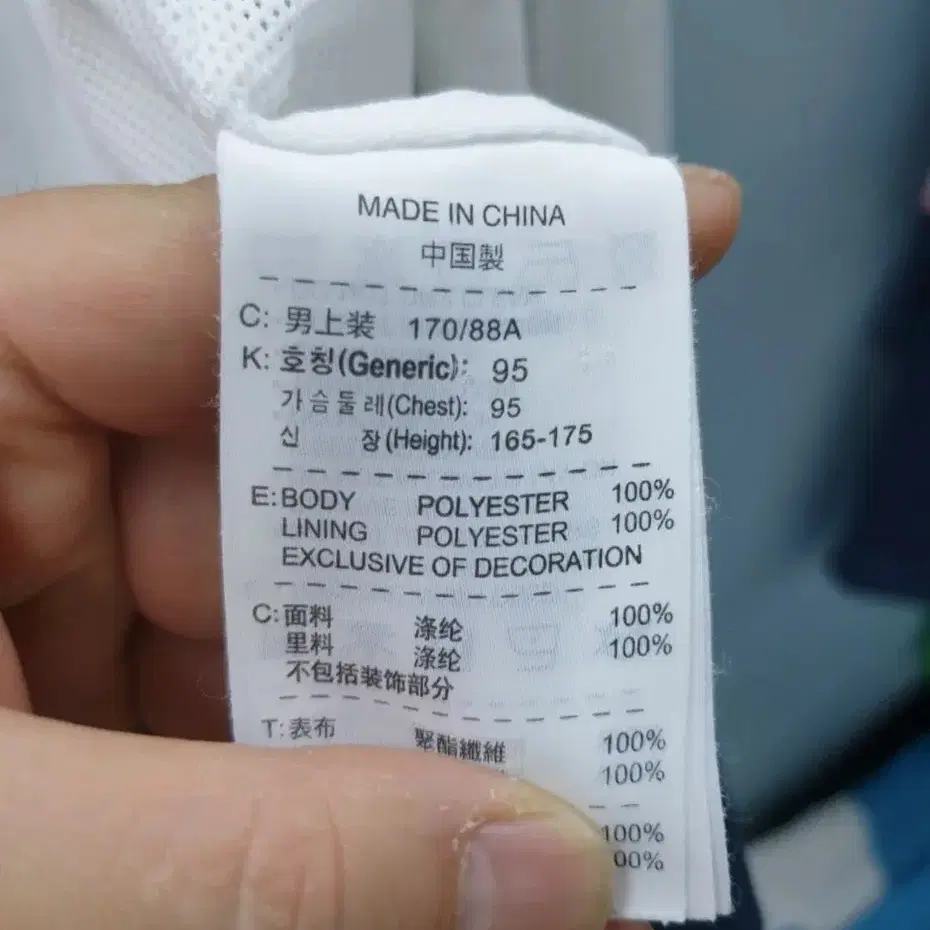 MADE IN CHINA
中国製
C: 男上装 170/88A
K: 호칭(Generic): 95
가슴둘레(Chest): 95
신 장(Height): 165-175
E: BODY POLYESTER 100%
LINING POLYESTER 100%
EXCLUSIVE OF DECORATION
C: 面料 涤纶 100%
里料 涤纶 100%
不包括装饰部分
T: 表布 聚酯纖維 100%
100%
100%
00%